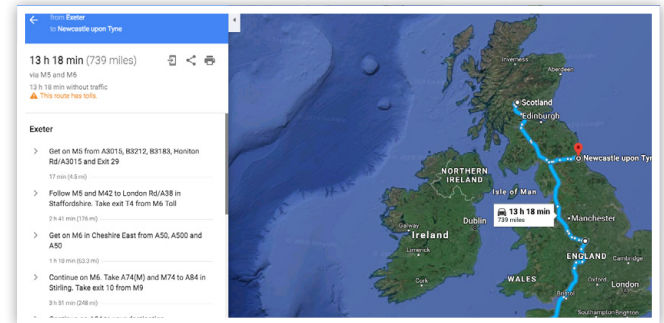 from Exeter
to Newcastle upon Tyne
13 h 18 min (739 miles)
via M5 and M6
13 h 18 min without traffic
This route has tolls.
Exeter
Get on M5 from A3015, B3212, B3183, Honiton
Rd/A3015 and Exit 29
17 min (4.5 mi)
Follow M5 and M42 to London Rd/A38 in
Staffordshire. Take exit T4 from M6 Toll
2 h 41 min (176 mi)
Get on M6 in Cheshire East from A50, A500 and
A50
1 h 10 min (52.3 mi)
Continue on M6. Take A74(M) and M74 to A84 in
Stirling. Take exit 10 from M9
3 h 51 min (248 mi)
Inverness
Aberdeen
Scotland
Edinburgh
Newcastle upon Tyn
NORTHERN
IRELAND
Isle of Man
13 h 18 min
739 miles
Manchester
Dublin
Galway
Ireland
Limerick
ENGLAND
Cambridge
Cork
WALES
Oxford
London
Bristol
Southampton
Brighton